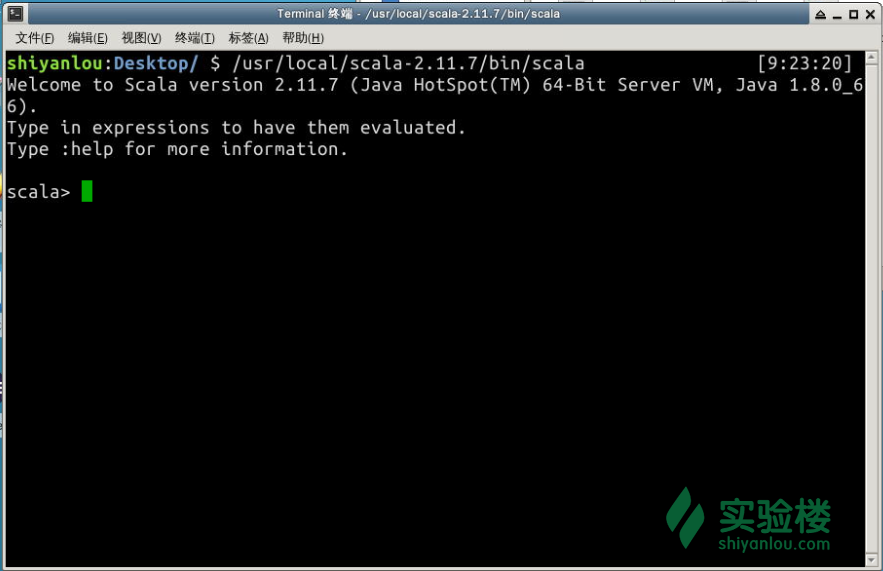 Terminal 终端 - /usr/local/scala-2.11.7/bin/scala
文件(F) 编辑(E) 视图(V) 终端(T) 标签(A) 帮助(H)
shiyanlou:Desktop/ $ /usr/local/scala-2.11.7/bin/scala [9:23:20]
Welcome to Scala version 2.11.7 (Java HotSpot(TM) 64-Bit Server VM, Java 1.8.0_6
6).
Type in expressions to have them evaluated.
Type :help for more information.
scala>
实验楼
shiyanlou.com